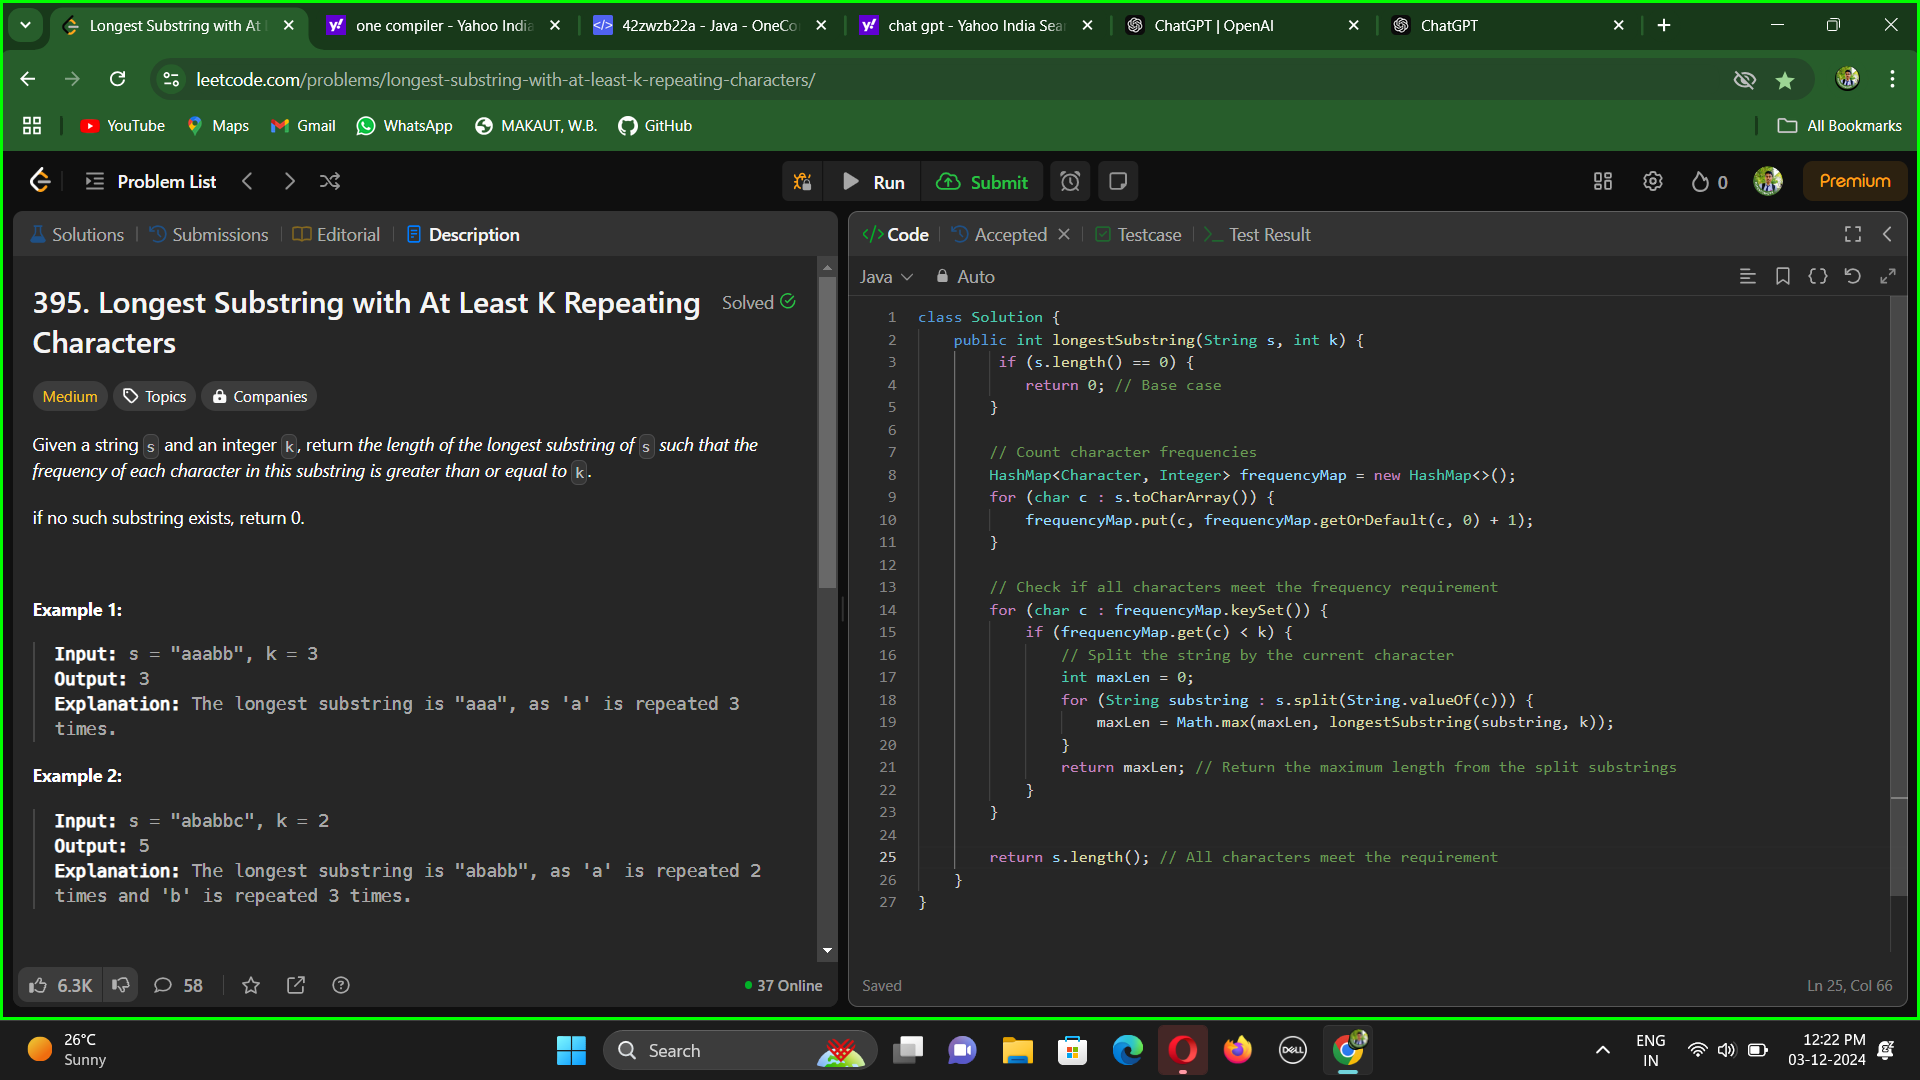 Longest Substring with At
one compiler - Yahoo India
42zwzb22a - Java - OneCo
chat gpt - Yahoo India Sea
ChatGPT | OpenAI
ChatGPT
leetcode.com/problems/longest-substring-with-at-least-k-repeating-characters/
YouTube
Maps
Gmail
WhatsApp
MAKAUT, W.B.
GitHub
All Bookmarks
Problem List
Run
Submit
0
Premium
Solutions
Submissions
Editorial
Description
395. Longest Substring with At Least K Repeating
Characters
Solved
Medium
Topics
Companies
Given a string s and an integer k, return the length of the longest substring of s such that the
frequency of each character in this substring is greater than or equal to k.
if no such substring exists, return 0.
Example 1:
Input: s = "aaabb", k = 3
Output: 3
Explanation: The longest substring is "aaa", as 'a' is repeated 3
times.
Example 2:
Input: s = "ababbc", k = 2
Output: 5
Explanation: The longest substring is "ababb", as 'a' is repeated 2
times and 'b' is repeated 3 times.
6.3K
58
37 Online
</> Code
Accepted
Testcase
>_ Test Result
Java
Auto
1 class Solution {
2 public int longestSubstring(String s, int k) {
3 if (s.length() == 0) {
4 return 0; // Base case
5 }
6
7 // Count character frequencies
8 HashMap<Character, Integer> frequencyMap = new HashMap<>();
9 for (char c : s.toCharArray()) {
10 frequencyMap.put(c, frequencyMap.getOrDefault(c, 0) + 1);
11 }
12
13 // Check if all characters meet the frequency requirement
14 for (char c : frequencyMap.keySet()) {
15 if (frequencyMap.get(c) < k) {
16 // Split the string by the current character
17 int maxLen = 0;
18 for (String substring : s.split(String.valueOf(c))) {
19 maxLen = Math.max(maxLen, longestSubstring(substring, k));
20 }
21 return maxLen; // Return the maximum length from the split substrings
22 }
23 }
24
25 return s.length(); // All characters meet the requirement
26 }
27 }
Saved
Ln 25, Col 66
26°C
Sunny
Search
DELL
ENG
IN
12:22 PM
03-12-2024